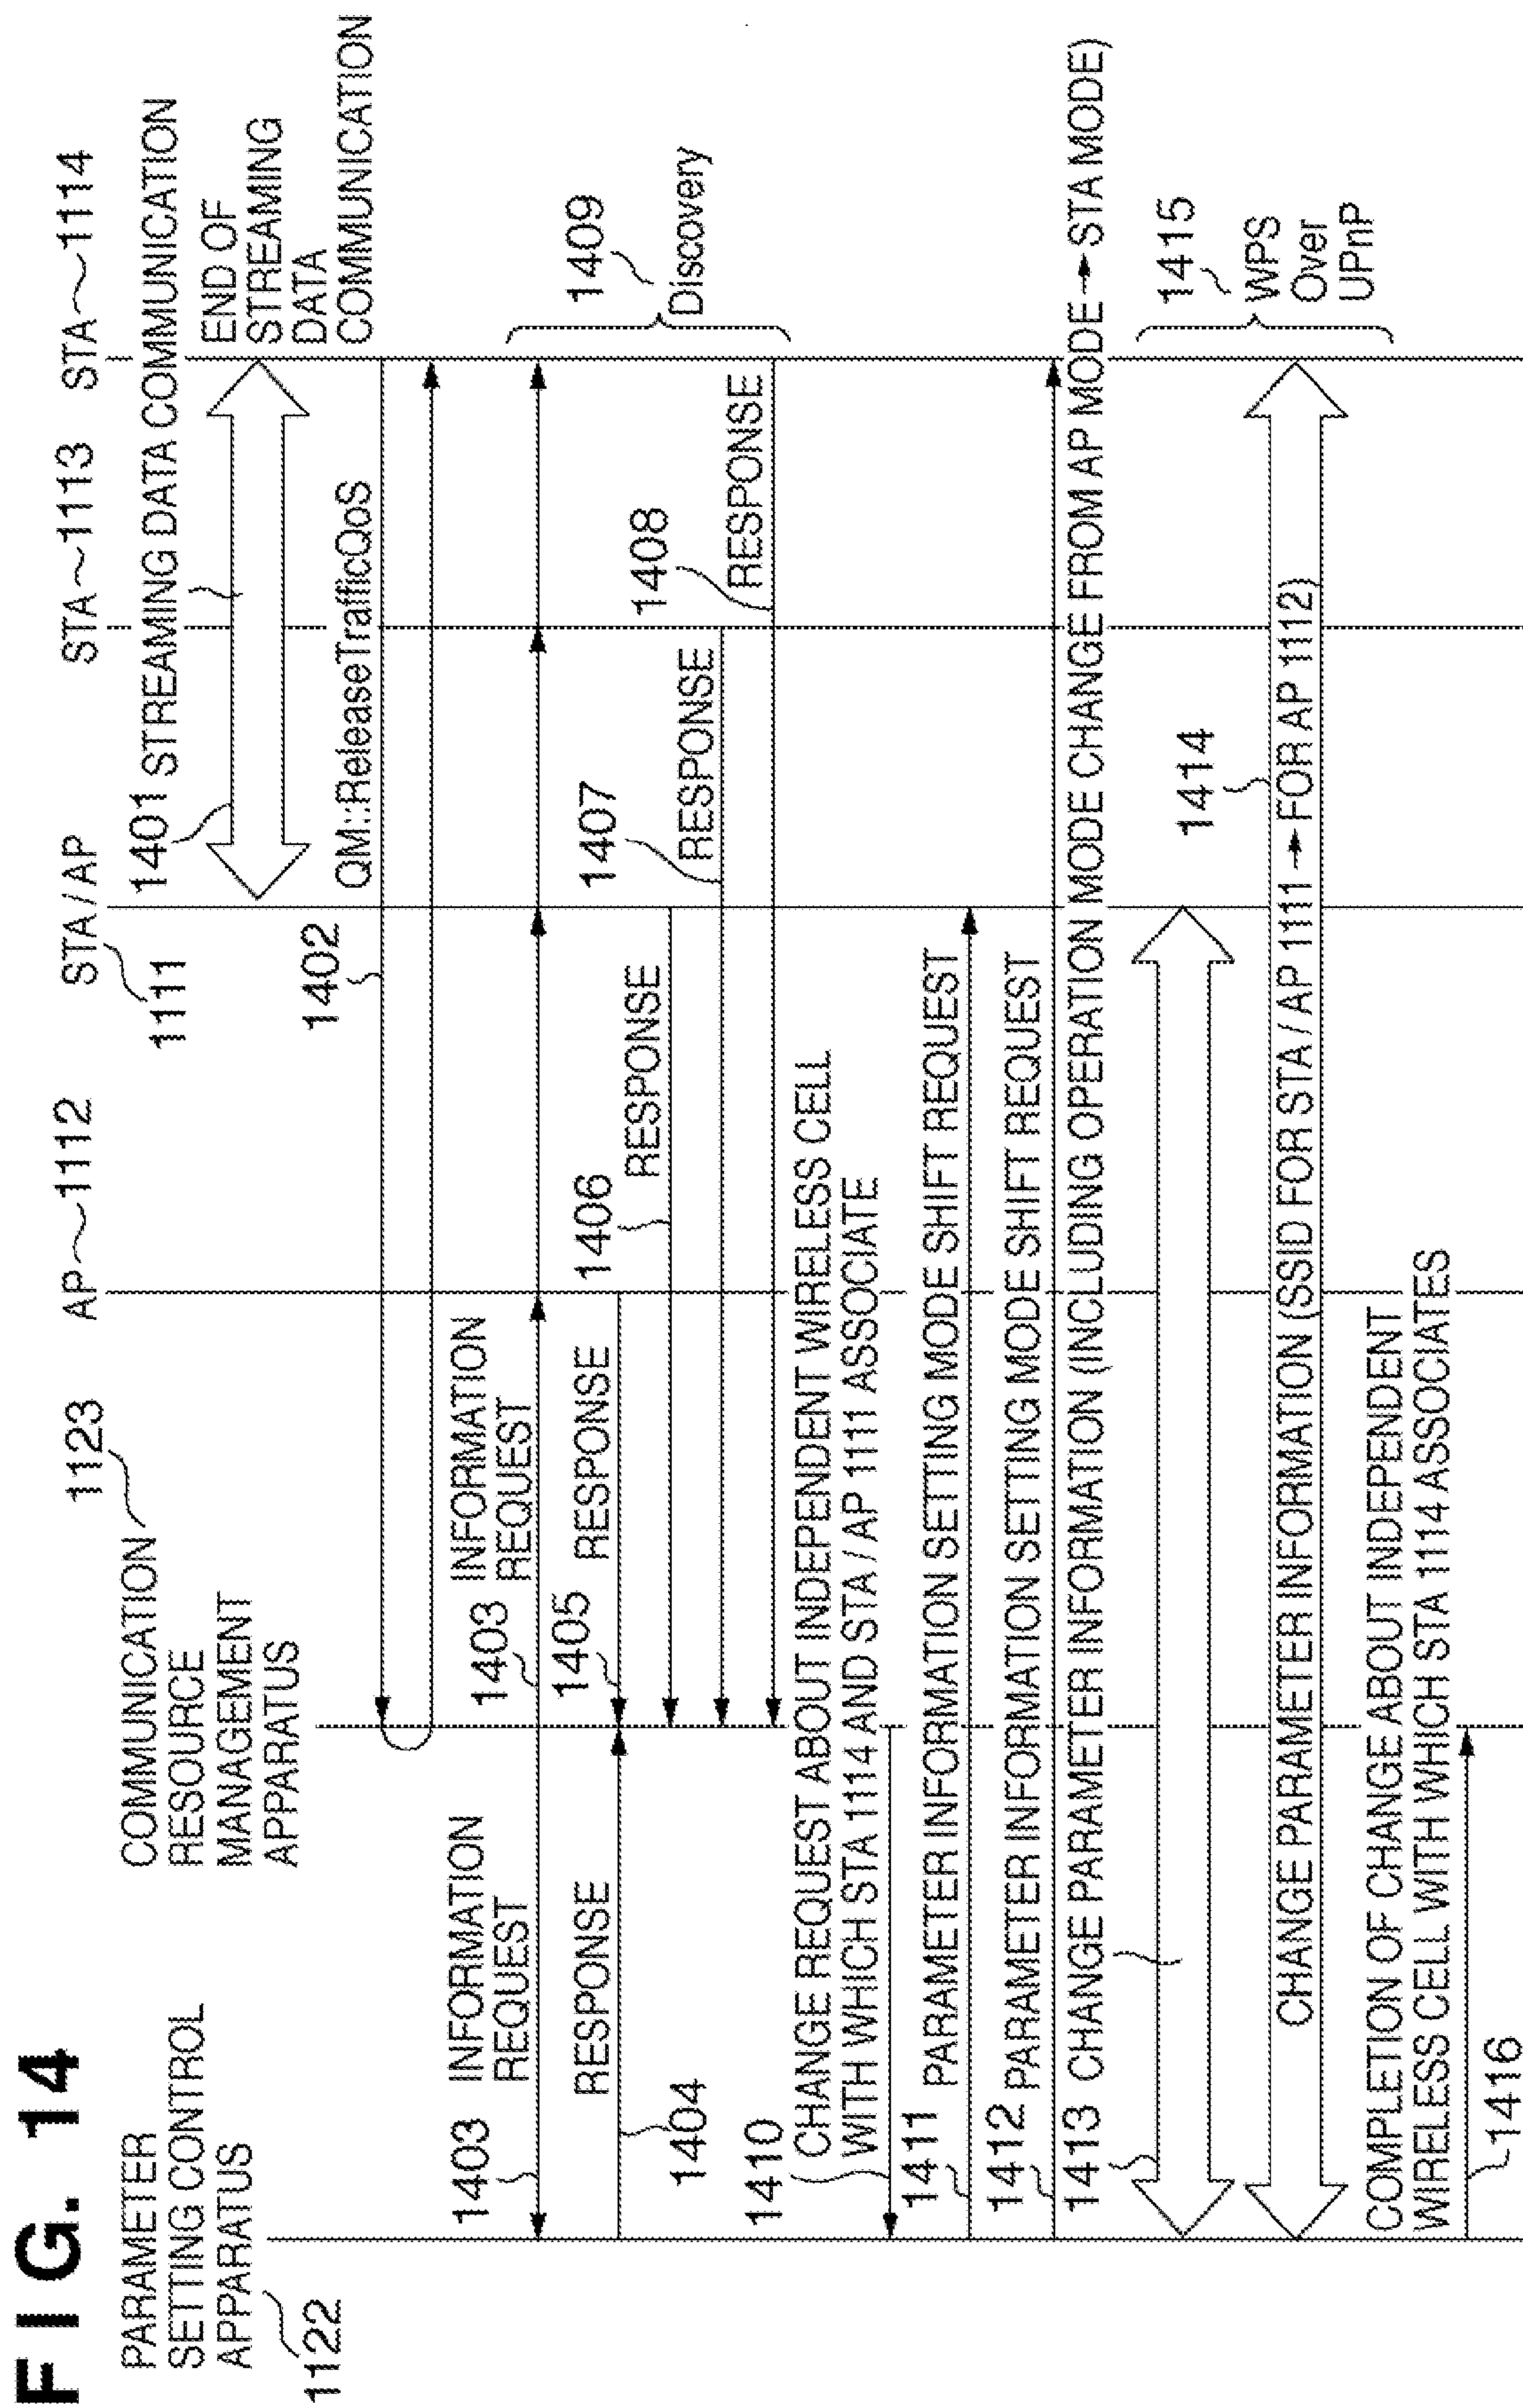 FIG. 14
PARAMETER
SETTING CONTROL
APPARATUS
1122
COMMUNICATION
RESOURCE
MANAGEMENT
APPARATUS
1123
AP~1112
STA / AP
1111
STA~1113
STA~1114
1401
STREAMING DATA COMMUNICATION
END OF
STREAMING
DATA
COMMUNICATION
1402
QM::ReleaseTrafficQoS
1403
INFORMATION
REQUEST
1403
INFORMATION
REQUEST
RESPONSE
1404
1405
RESPONSE
1406
RESPONSE
1407
RESPONSE
1408
RESPONSE
1409
Discovery
1410
CHANGE REQUEST ABOUT INDEPENDENT WIRELESS CELL
WITH WHICH STA 1114 AND STA / AP 1111 ASSOCIATE
1411
PARAMETER INFORMATION SETTING MODE SHIFT REQUEST
1412
PARAMETER INFORMATION SETTING MODE SHIFT REQUEST
1413
CHANGE PARAMETER INFORMATION (INCLUDING OPERATION MODE CHANGE FROM AP MODE → STA MODE)
1414
CHANGE PARAMETER INFORMATION (SSID FOR STA / AP 1111 → FOR AP 1112)
1415
WPS
Over
UPnP
COMPLETION OF CHANGE ABOUT INDEPENDENT
WIRELESS CELL WITH WHICH STA 1114 ASSOCIATES
1416